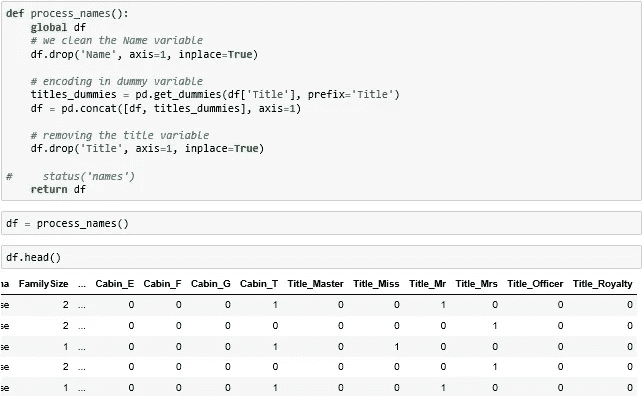 def process_names():
    global df
    # we clean the Name variable
    df.drop('Name', axis=1, inplace=True)
    # encoding in dummy variable
    titles_dummies = pd.get_dummies(df['Title'], prefix='Title')
    df = pd.concat([df, titles_dummies], axis=1)
    # removing the title variable
    df.drop('Title', axis=1, inplace=True)
#     status('names')
    return df
df = process_names()
df.head()
na FamilySize ... Cabin_E Cabin_F Cabin_G Cabin_T Title_Master Title_Miss Title_Mr Title_Mrs Title_Officer Title_Royalty
se 2 ... 0 0 0 1 0 0 1 0 0 0
se 2 ... 0 0 0 0 0 0 0 1 0 0
se 1 ... 0 0 0 1 0 1 0 0 0 0
se 2 ... 0 0 0 0 0 0 0 1 0 0
se 1 ... 0 0 0 1 0 0 1 0 0 0